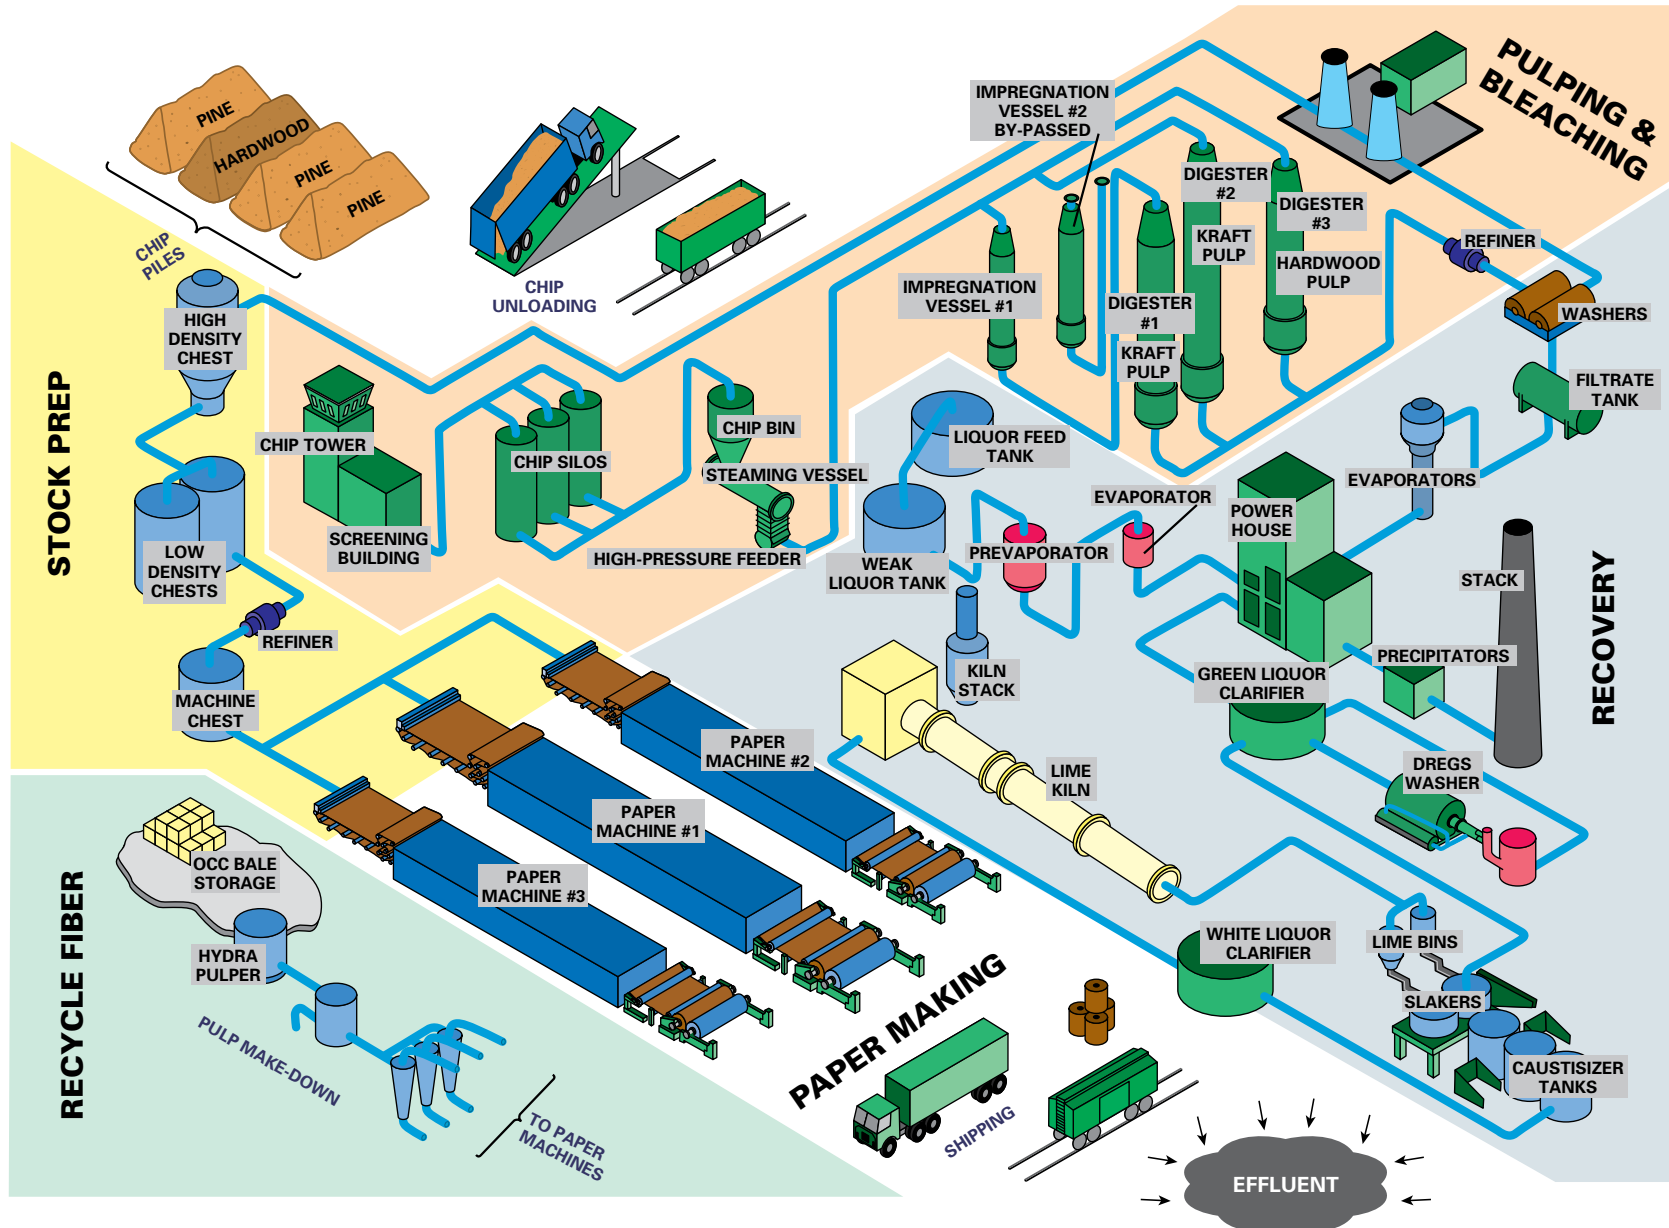 PULPING &
BLEACHING
PINE
HARDWOOD
PINE
PINE
CHIP
PILES
CHIP
UNLOADING
IMPREGNATION
VESSEL #2
BY-PASSED
DIGESTER
#2
DIGESTER
#3
KRAFT
PULP
HARDWOOD
PULP
REFINER
IMPREGNATION
VESSEL #1
DIGESTER
#1
KRAFT
PULP
WASHERS
FILTRATE
TANK
HIGH
DENSITY
CHEST
STOCK PREP
CHIP TOWER
CHIP SILOS
CHIP BIN
STEAMING VESSEL
SCREENING
BUILDING
HIGH-PRESSURE FEEDER
LIQUOR FEED
TANK
WEAK
LIQUOR TANK
PREVAPORATOR
EVAPORATOR
EVAPORATORS
POWER
HOUSE
STACK
RECOVERY
LOW
DENSITY
CHESTS
REFINER
MACHINE
CHEST
KILN
STACK
GREEN LIQUOR
CLARIFIER
PRECIPITATORS
PAPER
MACHINE #2
PAPER
MACHINE #1
PAPER
MACHINE #3
LIME
KILN
DREGS
WASHER
OCC BALE
STORAGE
RECYCLE FIBER
HYDRA
PULPER
PULP MAKE-DOWN
TO PAPER
MACHINES
PAPER MAKING
SHIPPING
WHITE LIQUOR
CLARIFIER
LIME BINS
SLAKERS
CAUSTISIZER
TANKS
EFFLUENT